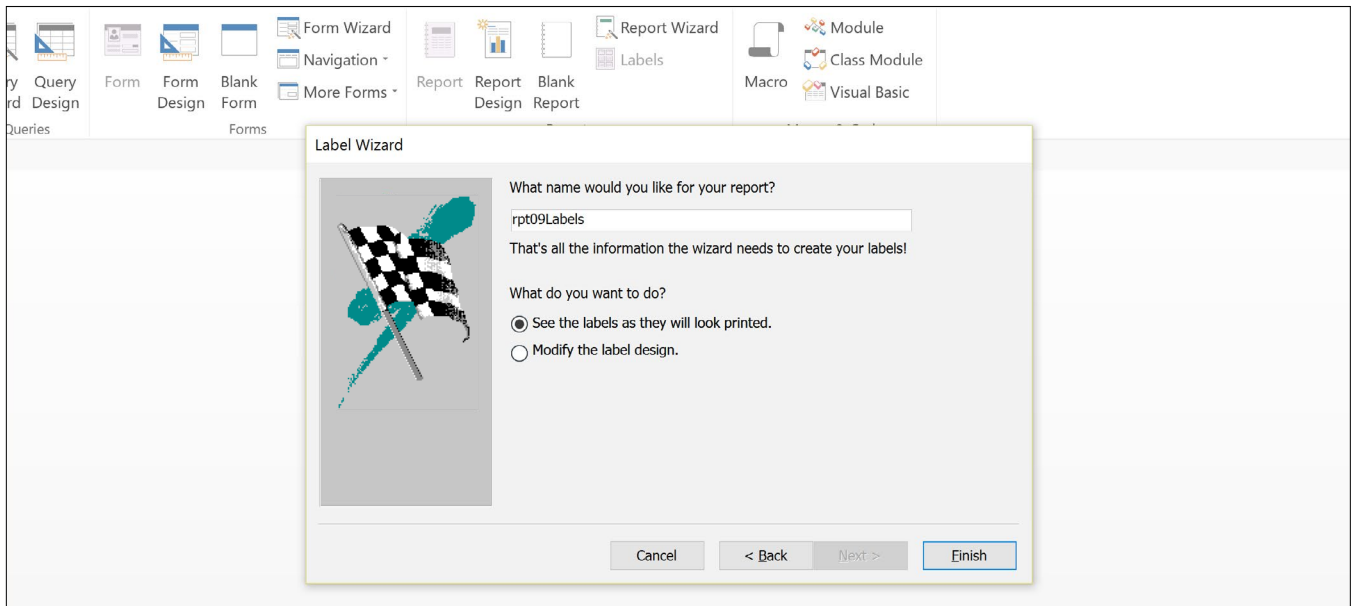 Form Wizard
Report Wizard
Module
Navigation
Labels
Class Module
Query
Form
Form
Blank
Report
Report
Blank
Macro
Design
Design
Form
More Forms
Design
Report
Visual Basic
Queries
Forms
Label Wizard
What name would you like for your report?
rpt09Labels
That's all the information the wizard needs to create your labels!
What do you want to do?
See the labels as they will look printed.
Modify the label design.
Cancel
< Back
Next >
Finish